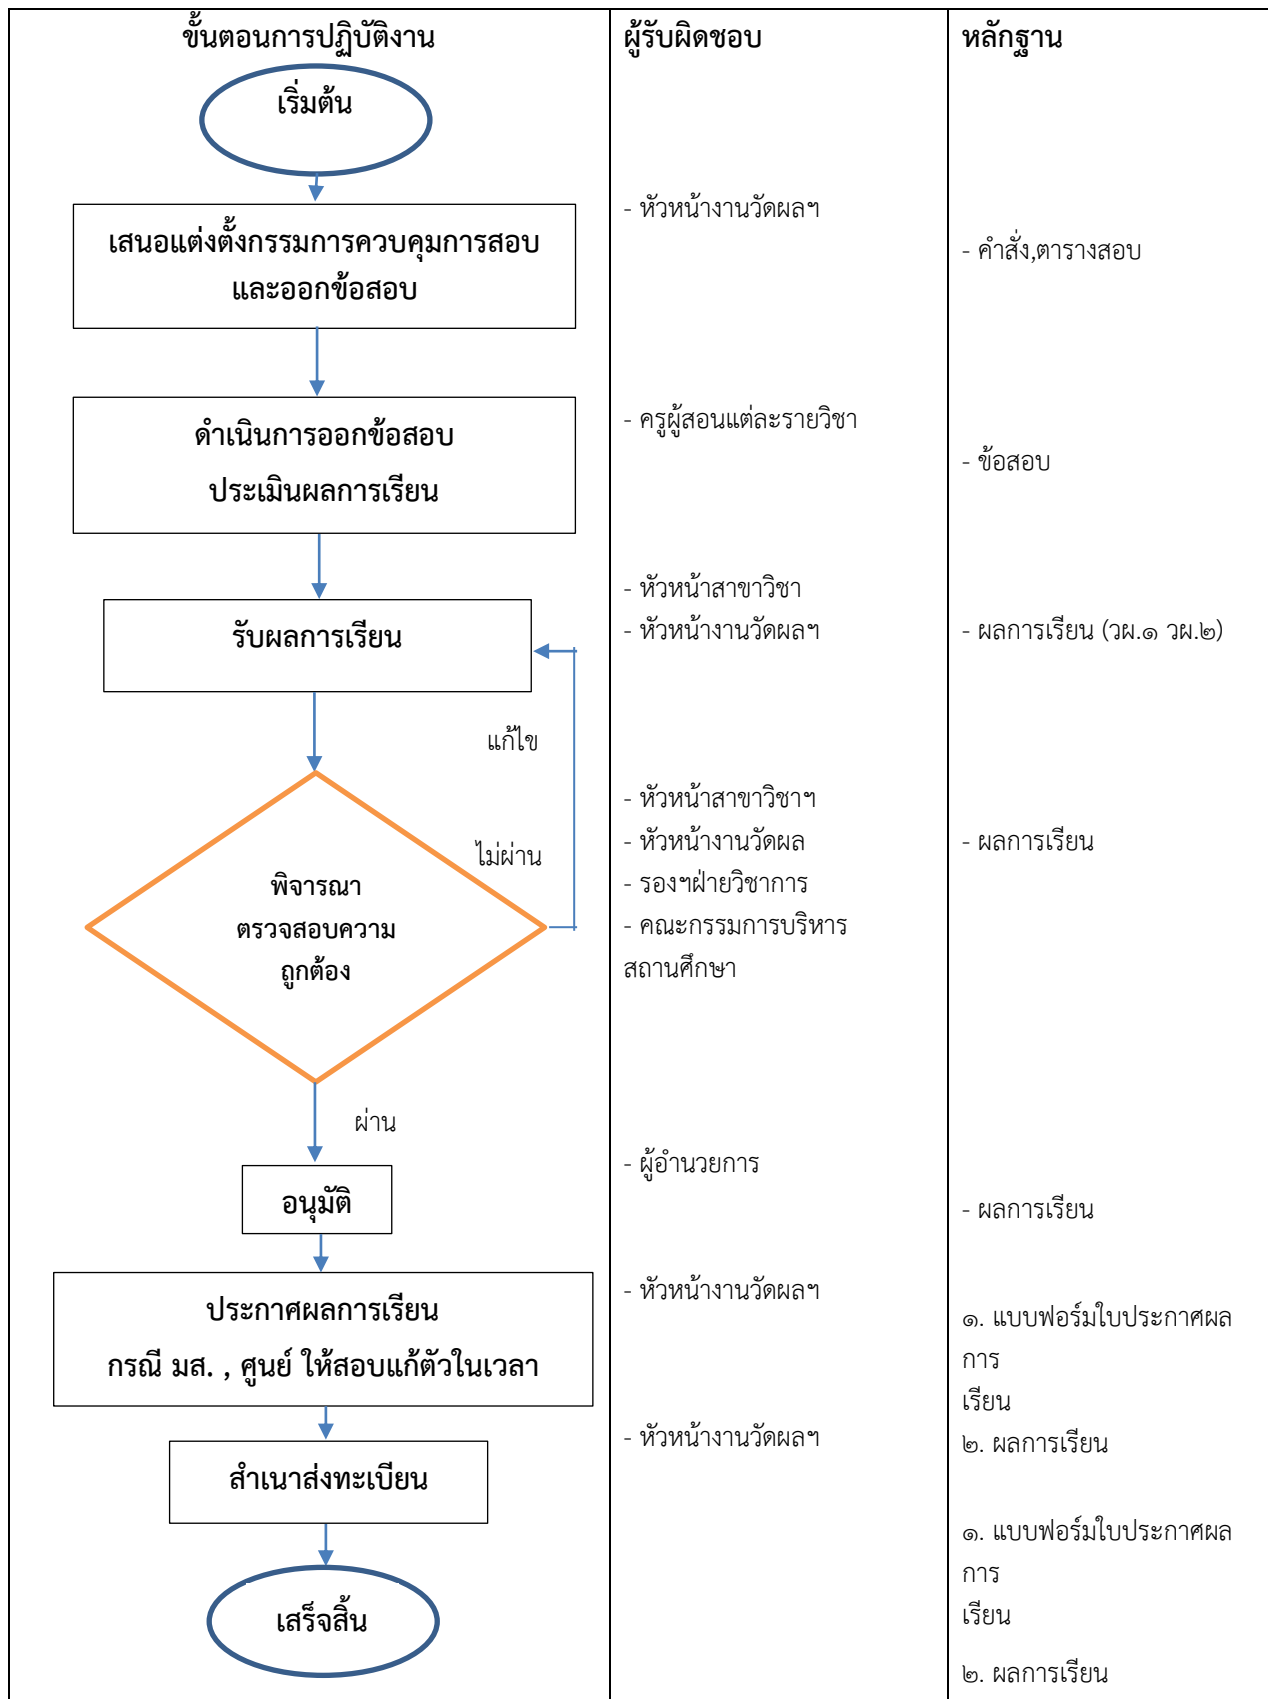 ขั้นตอนการปฏิบัติงาน
ผู้รับผิดชอบ
หลักฐาน
เริ่มต้น
- หัวหน้างานวัดผลฯ
เสนอแต่งตั้งกรรมการควบคุมการสอบ
และออกข้อสอบ
- คำสั่ง,ตารางสอบ
ดำเนินการออกข้อสอบ
ประเมินผลการเรียน
- ครูผู้สอนแต่ละรายวิชา
- ข้อสอบ
รับผลการเรียน
- หัวหน้าสาขาวิชา
- หัวหน้างานวัดผลฯ
- ผลการเรียน (วผ.๑ วผ.๒)
แก้ไข
ไม่ผ่าน
พิจารณา
ตรวจสอบความ
ถูกต้อง
- หัวหน้าสาขาวิชาฯ
- หัวหน้างานวัดผล
- รองฯฝ่ายวิชาการ
- คณะกรรมการบริหาร
สถานศึกษา
- ผลการเรียน
ผ่าน
อนุมัติ
- ผู้อำนวยการ
- ผลการเรียน
ประกาศผลการเรียน
กรณี มส. , ศูนย์ ให้สอบแก้ตัวในเวลา
- หัวหน้างานวัดผลฯ
๑. แบบฟอร์มใบประกาศผล
การ
เรียน
๒. ผลการเรียน
สำเนาส่งทะเบียน
- หัวหน้างานวัดผลฯ
๑. แบบฟอร์มใบประกาศผล
การ
เรียน
๒. ผลการเรียน
เสร็จสิ้น